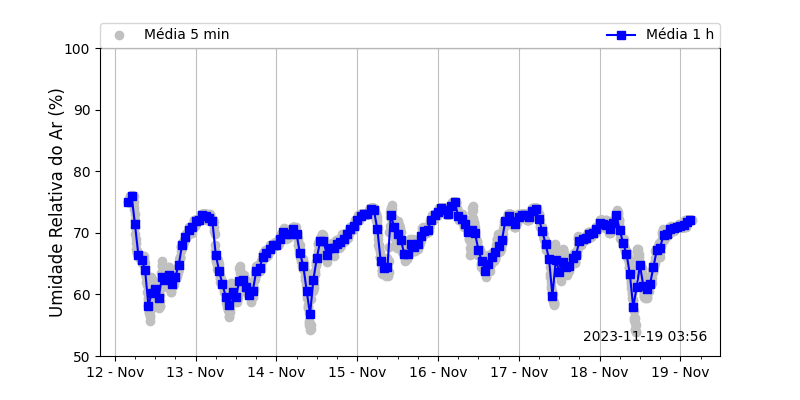 Média 5 min Média 1 h
Umidade Relativa do Ar (%)
100
90
80
70
60
50
2023-11-19 03:56
12 - Nov 13 - Nov 14 - Nov 15 - Nov 16 - Nov 17 - Nov 18 - Nov 19 - Nov